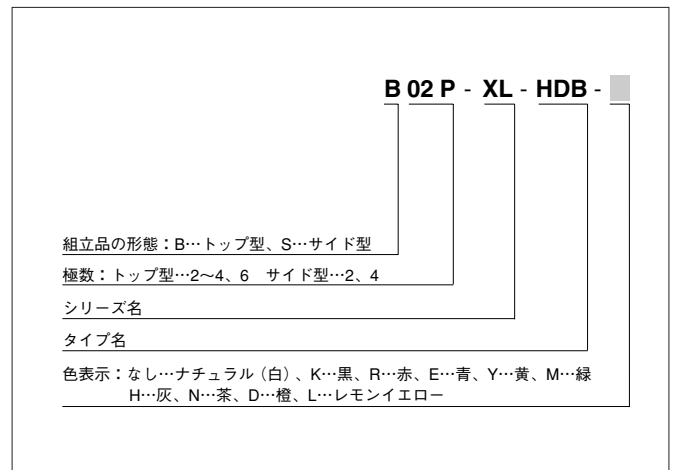 B 02 P - XL - HDB -
組立品の形態：B…トップ型、S…サイド型
極数：トップ型…2～4、6　サイド型…2、4
シリーズ名
タイプ名
色表示：なし…ナチュラル（白）、K…黒、R…赤、E…青、Y…黄、M…緑
H…灰、N…茶、D…橙、L…レモンイエロー